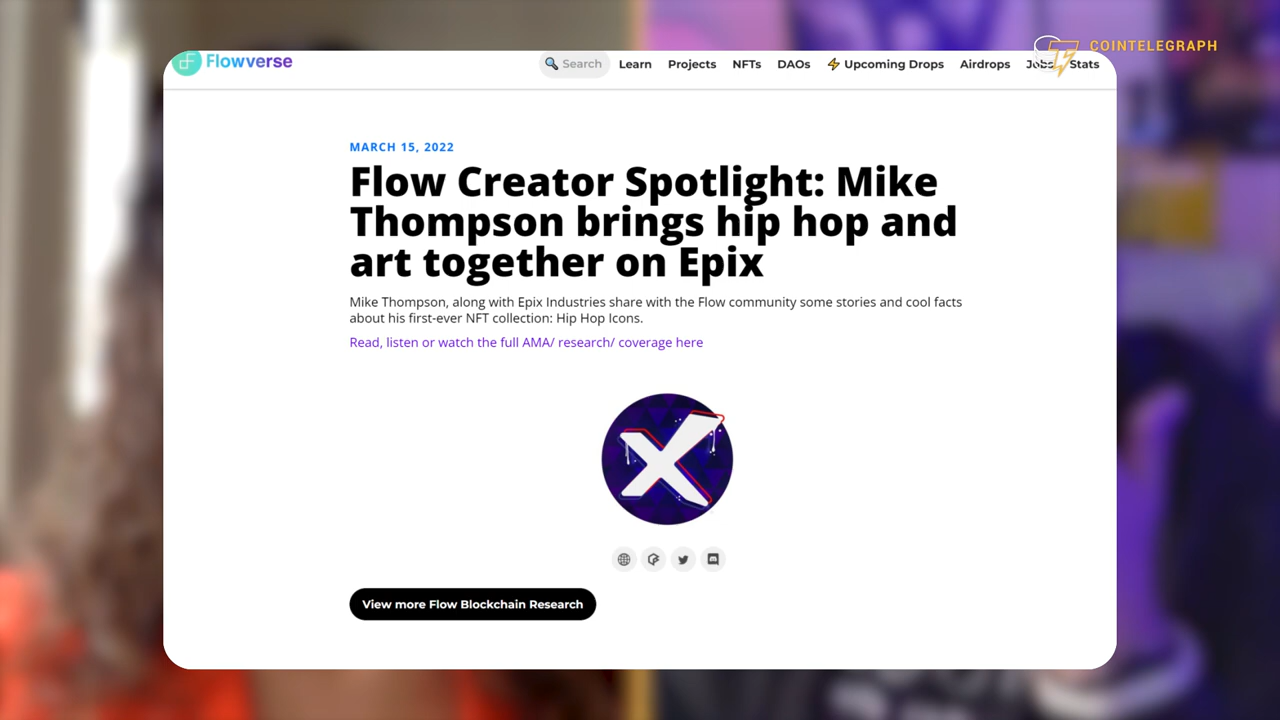 COINTELEGRAPH
Flowverse
Search Learn Projects NFTs DAOs Upcoming Drops Airdrops Jobs Stats
MARCH 15, 2022
Flow Creator Spotlight: Mike
Thompson brings hip hop and
art together on Epix
Mike Thompson, along with Epix Industries share with the Flow community some stories and cool facts
about his first-ever NFT collection: Hip Hop Icons.
Read, listen or watch the full AMA/ research/ coverage here
X
View more Flow Blockchain Research